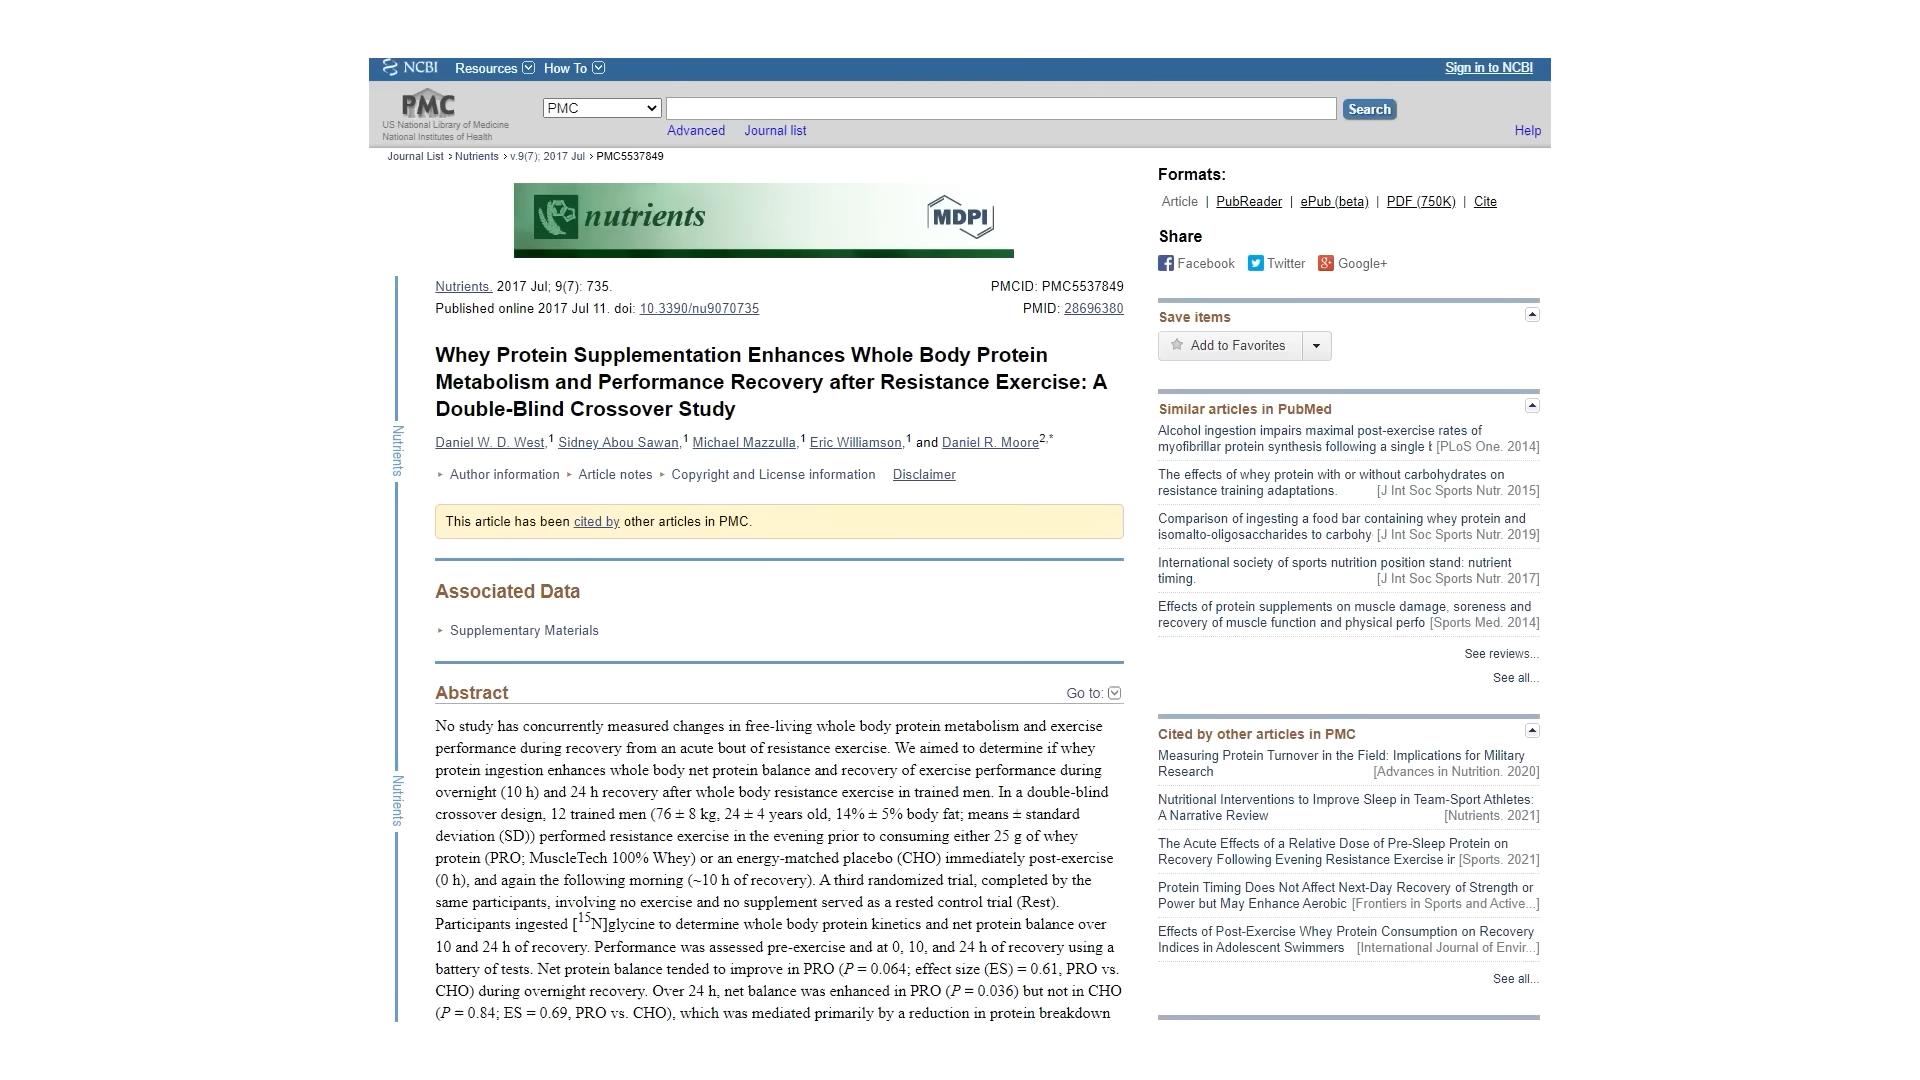 NCBI Resources How To Sign in to NCBI
PMC
US National Library of Medicine
National Institutes of Health
PMC Search
Advanced Journal list Help
Journal List > Nutrients > v.9(7); 2017 Jul > PMC5537849
nutrients MDPI
Nutrients. 2017 Jul; 9(7): 735. PMCID: PMC5537849
Published online 2017 Jul 11. doi: 10.3390/nu9070735 PMID: 28696380
Whey Protein Supplementation Enhances Whole Body Protein
Metabolism and Performance Recovery after Resistance Exercise: A
Double-Blind Crossover Study
Daniel W. D. West,1 Sidney Abou Sawan,1 Michael Mazzulla,1 Eric Williamson,1 and Daniel R. Moore2,*
Author information Article notes Copyright and License information Disclaimer
This article has been cited by other articles in PMC.
Associated Data
Supplementary Materials
Abstract Go to:
No study has concurrently measured changes in free-living whole body protein metabolism and exercise
performance during recovery from an acute bout of resistance exercise. We aimed to determine if whey
protein ingestion enhances whole body net protein balance and recovery of exercise performance during
overnight (10 h) and 24 h recovery after whole body resistance exercise in trained men. In a double-blind
crossover design, 12 trained men (76 ± 8 kg, 24 ± 4 years old, 14% ± 5% body fat; means ± standard
deviation (SD)) performed resistance exercise in the evening prior to consuming either 25 g of whey
protein (PRO; MuscleTech 100% Whey) or an energy-matched placebo (CHO) immediately post-exercise
(0 h), and again the following morning (~10 h of recovery). A third randomized trial, completed by the
same participants, involving no exercise and no supplement served as a rested control trial (Rest).
Participants ingested [15N]glycine to determine whole body protein kinetics and net protein balance over
10 and 24 h of recovery. Performance was assessed pre-exercise and at 0, 10, and 24 h of recovery using a
battery of tests. Net protein balance tended to improve in PRO (P = 0.064; effect size (ES) = 0.61, PRO vs.
CHO) during overnight recovery. Over 24 h, net balance was enhanced in PRO (P = 0.036) but not in CHO
(P = 0.84; ES = 0.69, PRO vs. CHO), which was mediated primarily by a reduction in protein breakdown
Nutrients
Nutrients
Formats:
Article | PubReader | ePub (beta) | PDF (750K) | Cite
Share
Facebook Twitter Google+
Save items
Add to Favorites
Similar articles in PubMed
Alcohol ingestion impairs maximal post-exercise rates of
myofibrillar protein synthesis following a single [PLoS One. 2014]
The effects of whey protein with or without carbohydrates on
resistance training adaptations. [J Int Soc Sports Nutr. 2015]
Comparison of ingesting a food bar containing whey protein and
isomalto-oligosaccharides to carbohy [J Int Soc Sports Nutr. 2019]
International society of sports nutrition position stand: nutrient
timing. [J Int Soc Sports Nutr. 2017]
Effects of protein supplements on muscle damage, soreness and
recovery of muscle function and physical perfo [Sports Med. 2014]
See reviews...
See all...
Cited by other articles in PMC
Measuring Protein Turnover in the Field: Implications for Military
Research [Advances in Nutrition. 2020]
Nutritional Interventions to Improve Sleep in Team-Sport Athletes:
A Narrative Review [Nutrients. 2021]
The Acute Effects of a Relative Dose of Pre-Sleep Protein on
Recovery Following Evening Resistance Exercise ir [Sports. 2021]
Protein Timing Does Not Affect Next-Day Recovery of Strength or
Power but May Enhance Aerobic [Frontiers in Sports and Active...]
Effects of Post-Exercise Whey Protein Consumption on Recovery
Indices in Adolescent Swimmers [International Journal of Envir...]
See all...